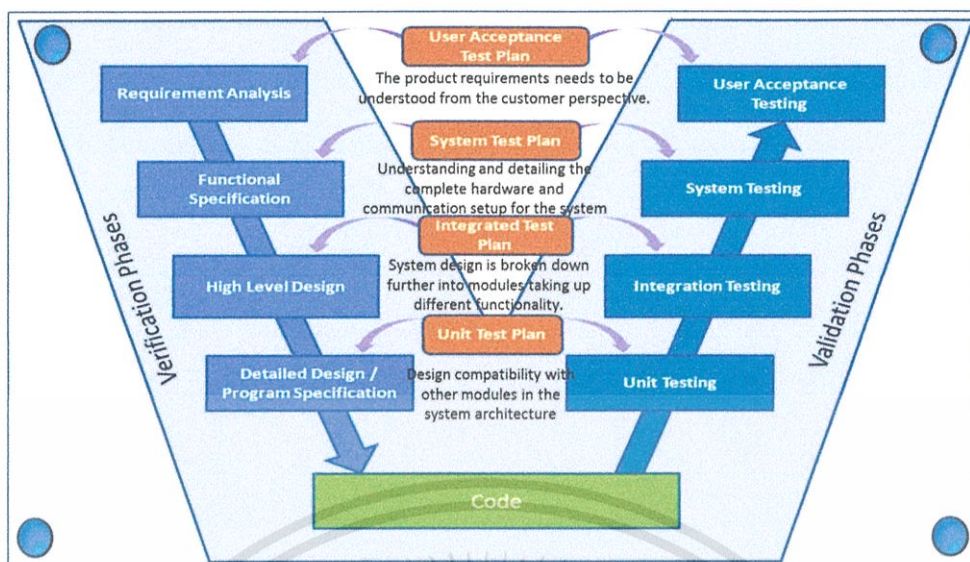 User Acceptance
Test Plan
The product requirements needs to be
understood from the customer perspective.
Requirement Analysis
User Acceptance
Testing
System Test Plan
Understanding and detailing the
complete hardware and
communication setup for the system
Functional
Specification
System Testing
Integrated Test
Plan
System design is broken down
further into modules taking up
different functionality.
High Level Design
Integration Testing
Unit Test Plan
Design compatibility with
other modules in the
system architecture
Detailed Design /
Program Specification
Unit Testing
Verification Phases
Validation Phases
Code